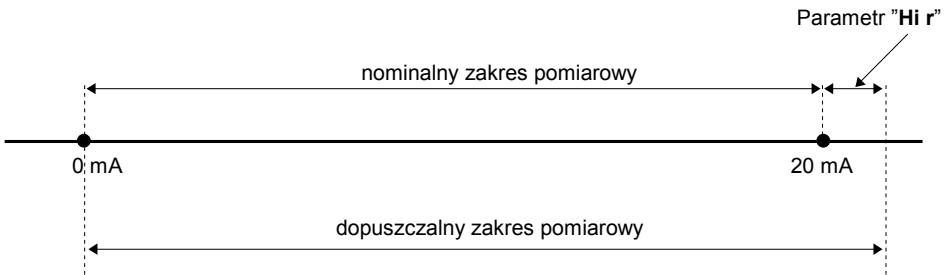 Parametr ”Hi r”
nominalny zakres pomiarowy
0 mA
20 mA
dopuszczalny zakres pomiarowy